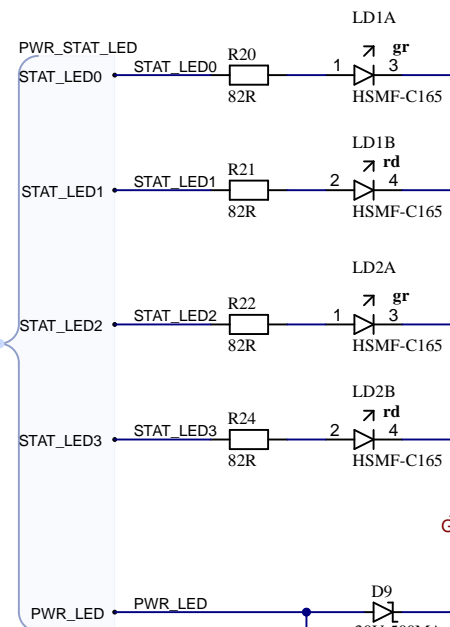 LD1A
PWR_STAT_LED
R20
gr
STAT_LED0
STAT_LED0
1
3
82R
HSMF-C165
LD1B
R21
rd
STAT_LED1
STAT_LED1
2
4
82R
HSMF-C165
LD2A
R22
gr
STAT_LED2
STAT_LED2
1
3
82R
HSMF-C165
LD2B
R24
rd
STAT_LED3
STAT_LED3
2
4
82R
HSMF-C165
PWR_LED
PWR_LED
D9